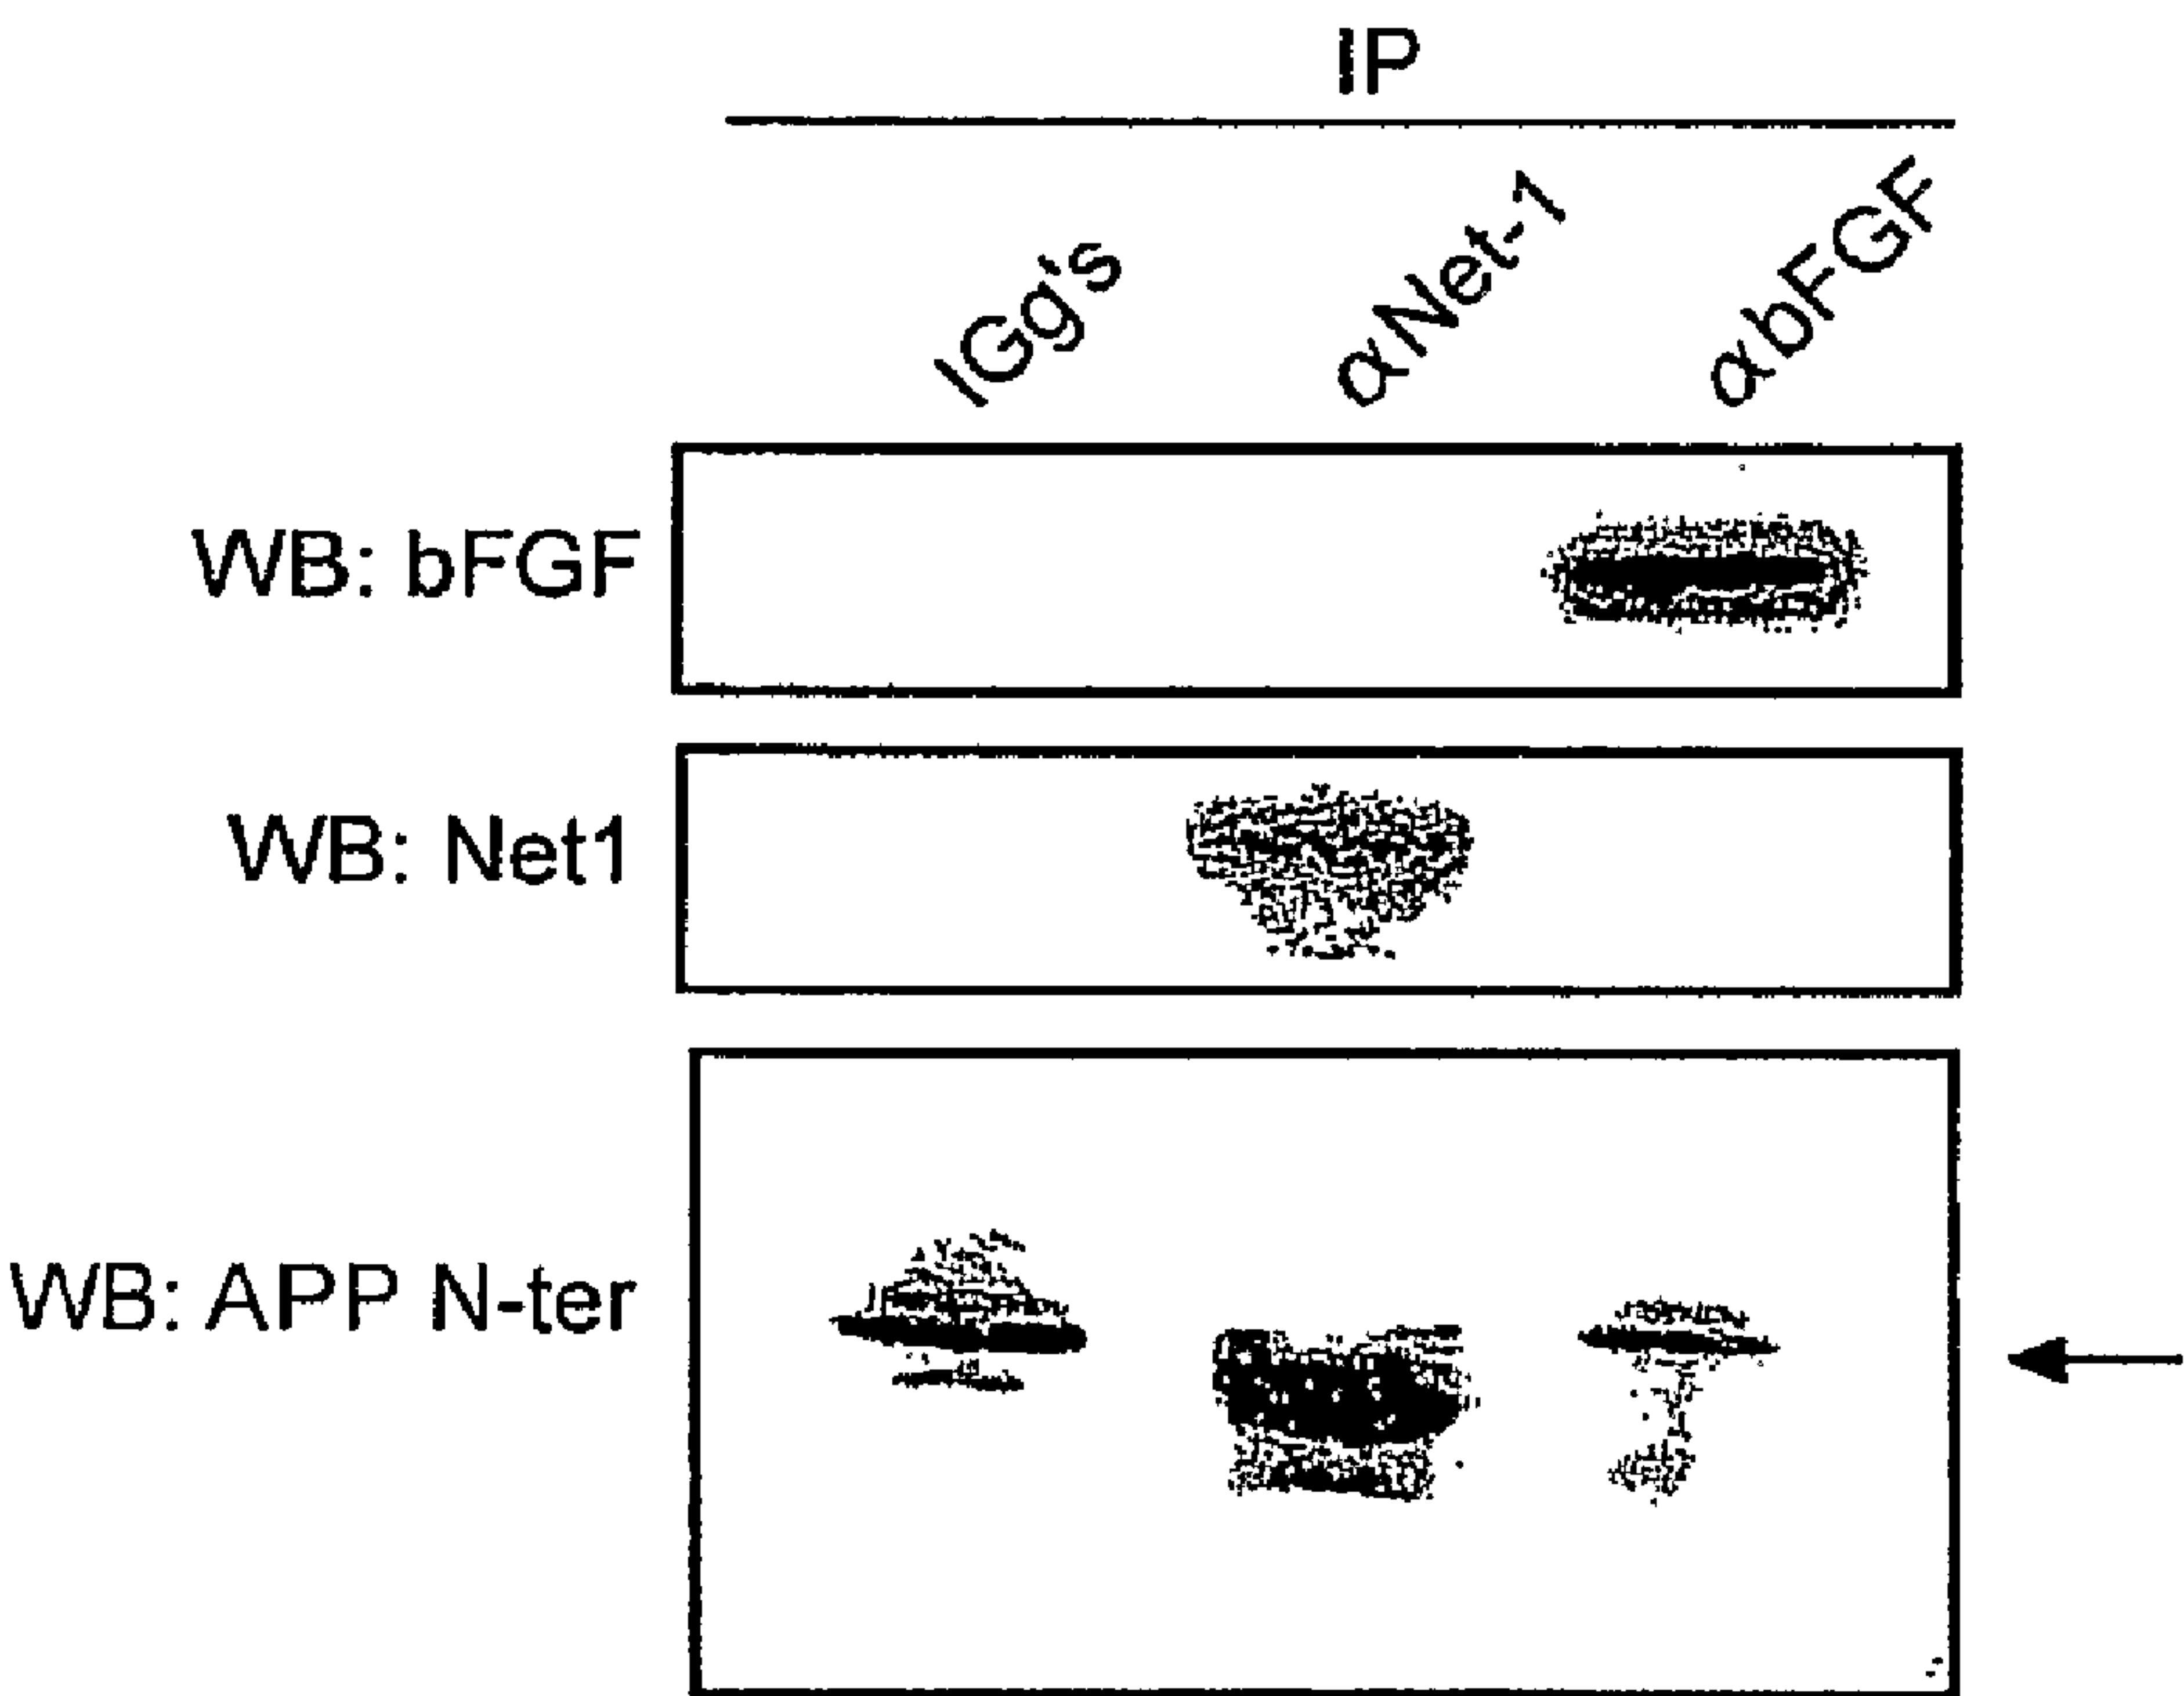 IP
IGg's
αNet-1
αbFGF
WB: bFGF
WB: Net1
WB: APP N-ter